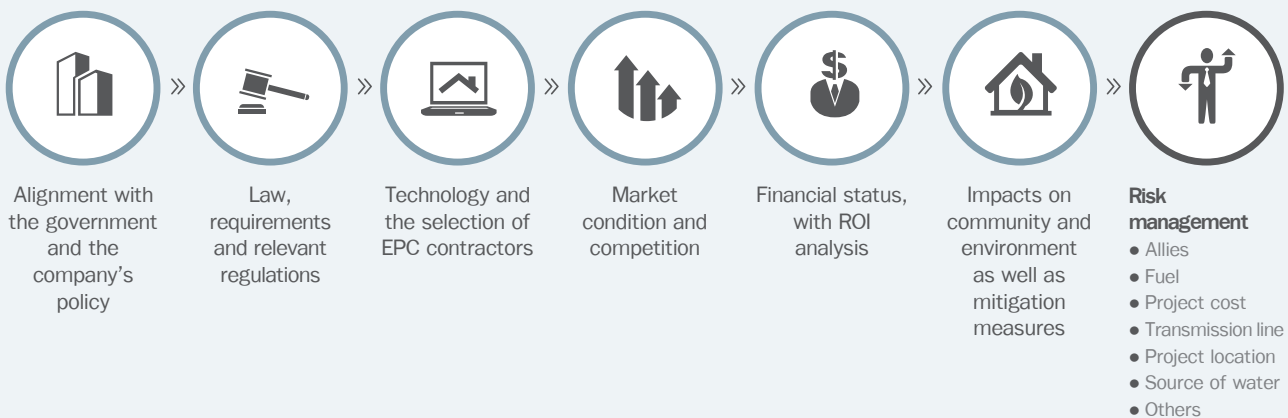 Alignment with
the government
and the
company's
policy
Law,
requirements
and relevant
regulations
Technology and
the selection of
EPC contractors
Market
condition and
competition
Financial status,
with ROI
analysis
Impacts on
community and
environment
as well as
mitigation
measures
Risk
management
● Allies
● Fuel
● Project cost
● Transmission line
● Project location
● Source of water
● Others